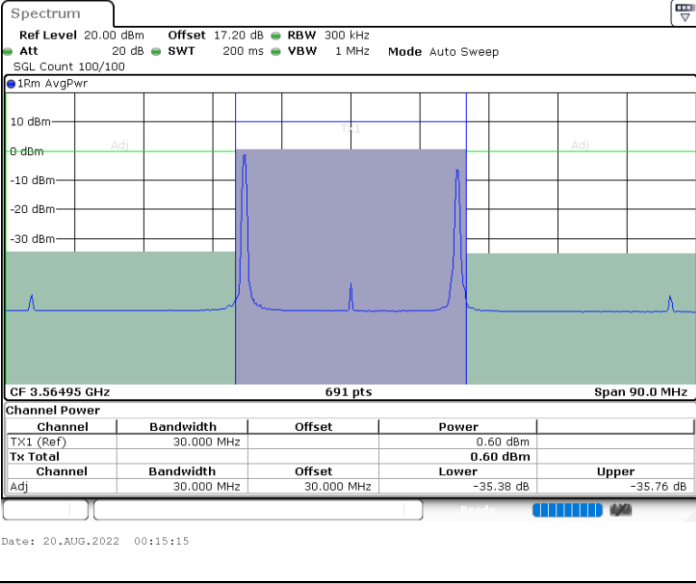 Spectrum
Ref Level 20.00 dBm Offset 17.20 dB RBW 300 kHz
Att 20 dB SWT 200 ms VBW 1 MHz Mode Auto Sweep
SGL Count 100/100
1Rm AvgPwr
10 dBm
Tx1
Adj
Adj
0 dBm
-10 dBm
-20 dBm
-30 dBm
CF 3.56495 GHz 691 pts Span 90.0 MHz
Channel Power
Channel Bandwidth Offset Power
TX1 (Ref) 30.000 MHz 0.60 dBm
Tx Total 0.60 dBm
Channel Bandwidth Offset Lower Upper
Adj 30.000 MHz 30.000 MHz -35.38 dB -35.76 dB
Ready
Date: 20.AUG.2022 00:15:15